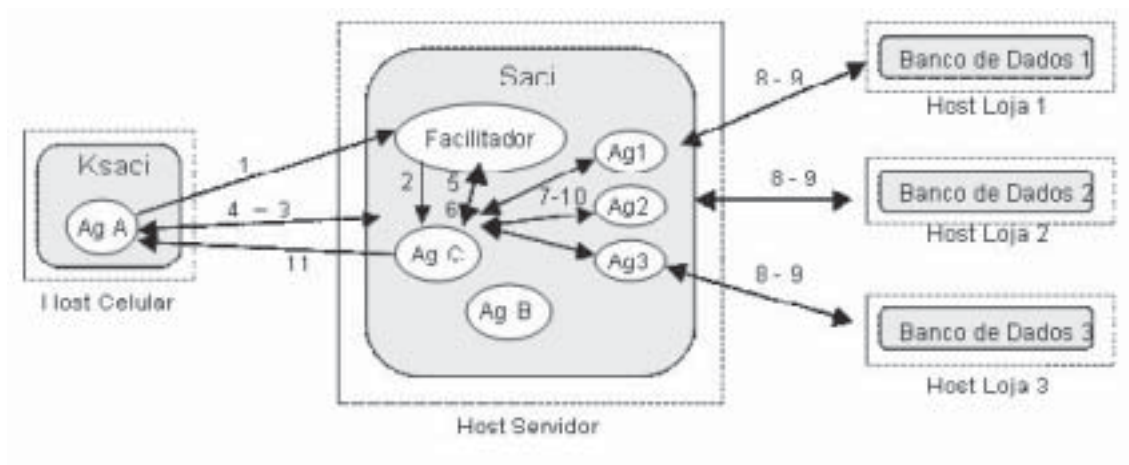 Ksaci
Ag A
Host Celular
1
4 – 3
11
Saci
Facilitador
2
5
6
7-10
Ag1
Ag2
Ag3
Ag C
Ag B
Host Servidor
8 - 9
8 - 9
8 - 9
Banco de Dados 1
Host Loja 1
Banco de Dados 2
Host Loja 2
Banco de Dados 3
Host Loja 3